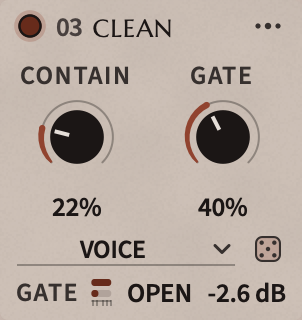 03 CLEAN •••
CONTAIN GATE
22% 40%
VOICE
GATE OPEN -2.6 dB